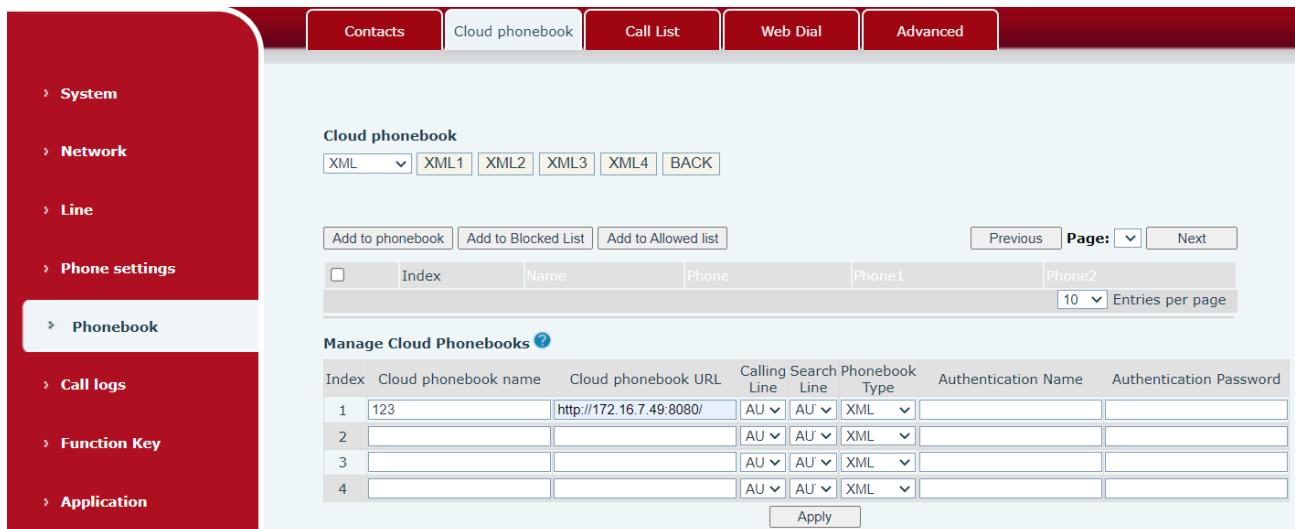 Contacts Cloud phonebook Call List Web Dial Advanced
System
Network
Line
Phone settings
Phonebook
Call logs
Function Key
Application
Cloud phonebook
XML XML1 XML2 XML3 XML4 BACK
Add to phonebook Add to Blocked List Add to Allowed list Previous Page: Next
Index Name Phone Phone1 Phone2
10 Entries per page
Manage Cloud Phonebooks ?
Index Cloud phonebook name Cloud phonebook URL Calling Line Search Line Phonebook Type Authentication Name Authentication Password
1 123 http://172.16.7.49:8080/ AU AU XML
2 AU AU XML
3 AU AU XML
4 AU AU XML
Apply